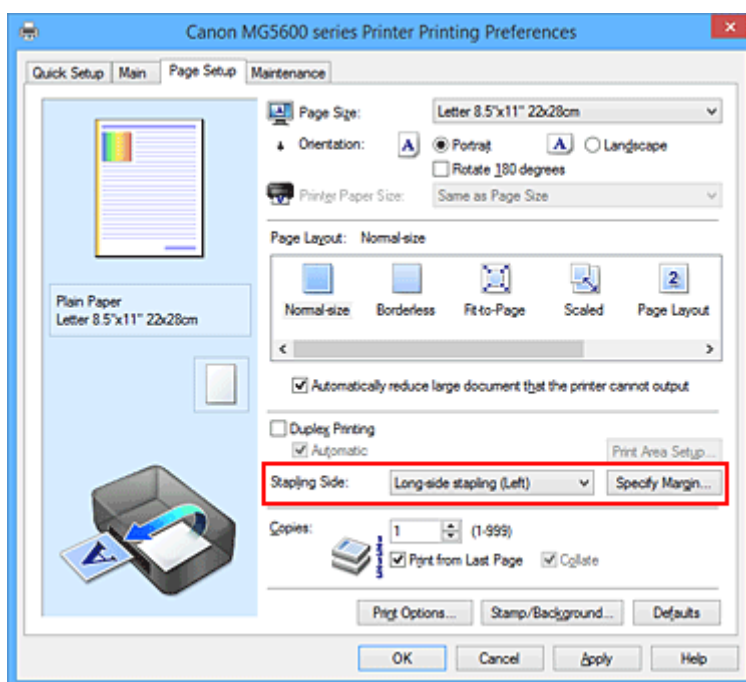 Canon MG5600 series Printer Printing Preferences
Quick Setup Main Page Setup Maintenance
Page Size: Letter 8.5"x11" 22x28cm
Orientation: A Portrait A Landscape
Rotate 180 degrees
Printer Paper Size: Same as Page Size
Page Layout: Normal-size
2
Normal-size Borderless Fit-to-Page Scaled Page Layout
Plain Paper
Letter 8.5"x11" 22x28cm
Automatically reduce large document that the printer cannot output
Duplex Printing
Automatic Print Area Setup...
Stapling Side: Long-side stapling (Left) Specify Margin...
Copies: 1 (1-999)
Print from Last Page Collate
A
Print Options... Stamp/Background... Defaults
OK Cancel Apply Help